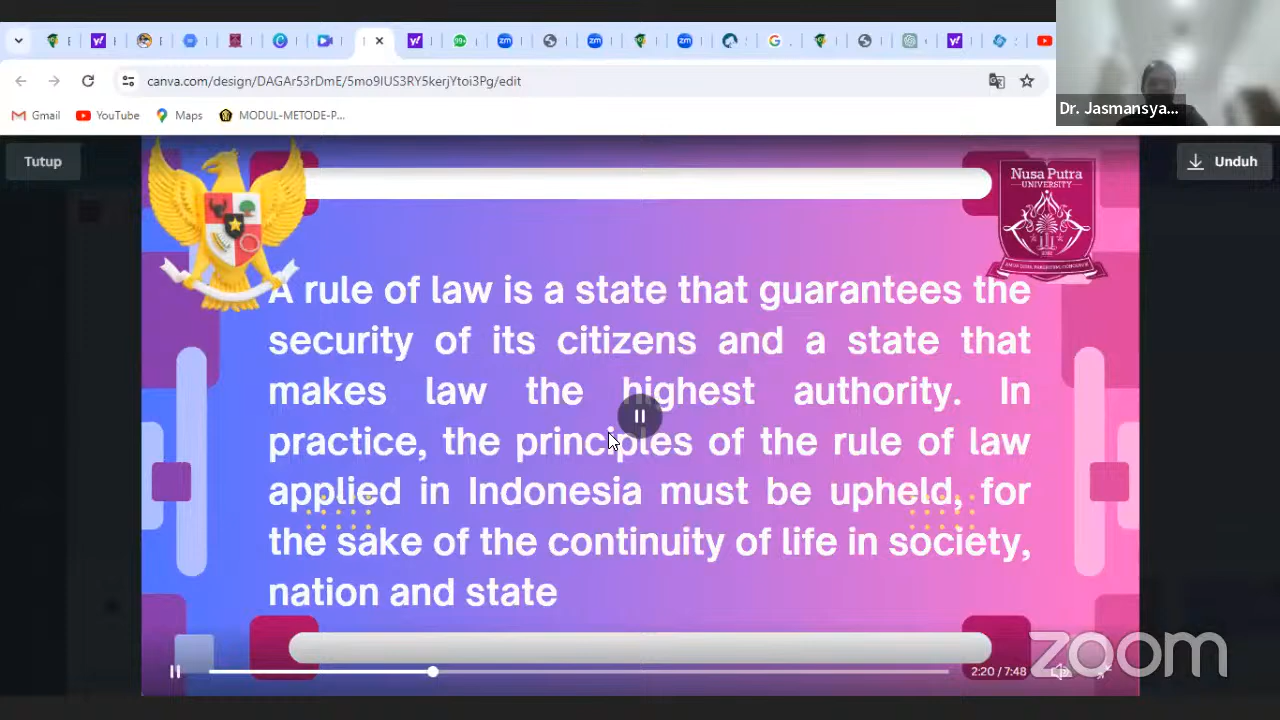 canva.com/design/DAGAr53rDmE/5mo9IUS3RY5kerjYtoi3Pg/edit
Gmail YouTube Maps MODUL-METODE-P...
Dr. Jasmansya...
Tutup
Unduh
Nusa Putra
UNIVERSITY
A rule of law is a state that guarantees the
security of its citizens and a state that
makes law the highest authority. In
practice, the principles of the rule of law
applied in Indonesia must be upheld, for
the sake of the continuity of life in society,
nation and state
2:20 / 7:48
zoom